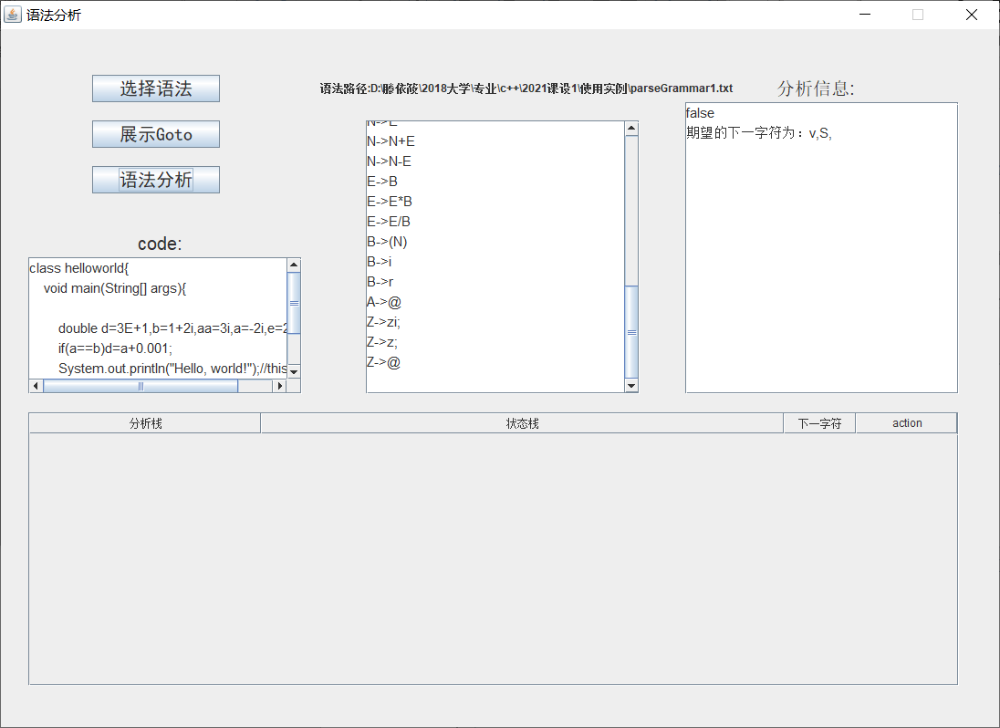 语法分析
选择语法
展示Goto
语法分析
语法路径:D:\滕依筱\2018大学\专业\c++\2021课设1\使用实例\parseGrammar1.txt
分析信息:
code:
class helloworld{
void main(String[] args){
double d=3E+1,b=1+2i,aa=3i,a=-2i,e=2
if(a==b)d=a+0.001;
System.out.println("Hello, world!");//this
N->E
N->N+E
N->N-E
E->B
E->E*B
E->E/B
B->(N)
B->i
B->r
A->@
Z->zi;
Z->z;
Z->@
false
期望的下一字符为：v,S,
分析栈 状态栈 下一字符 action